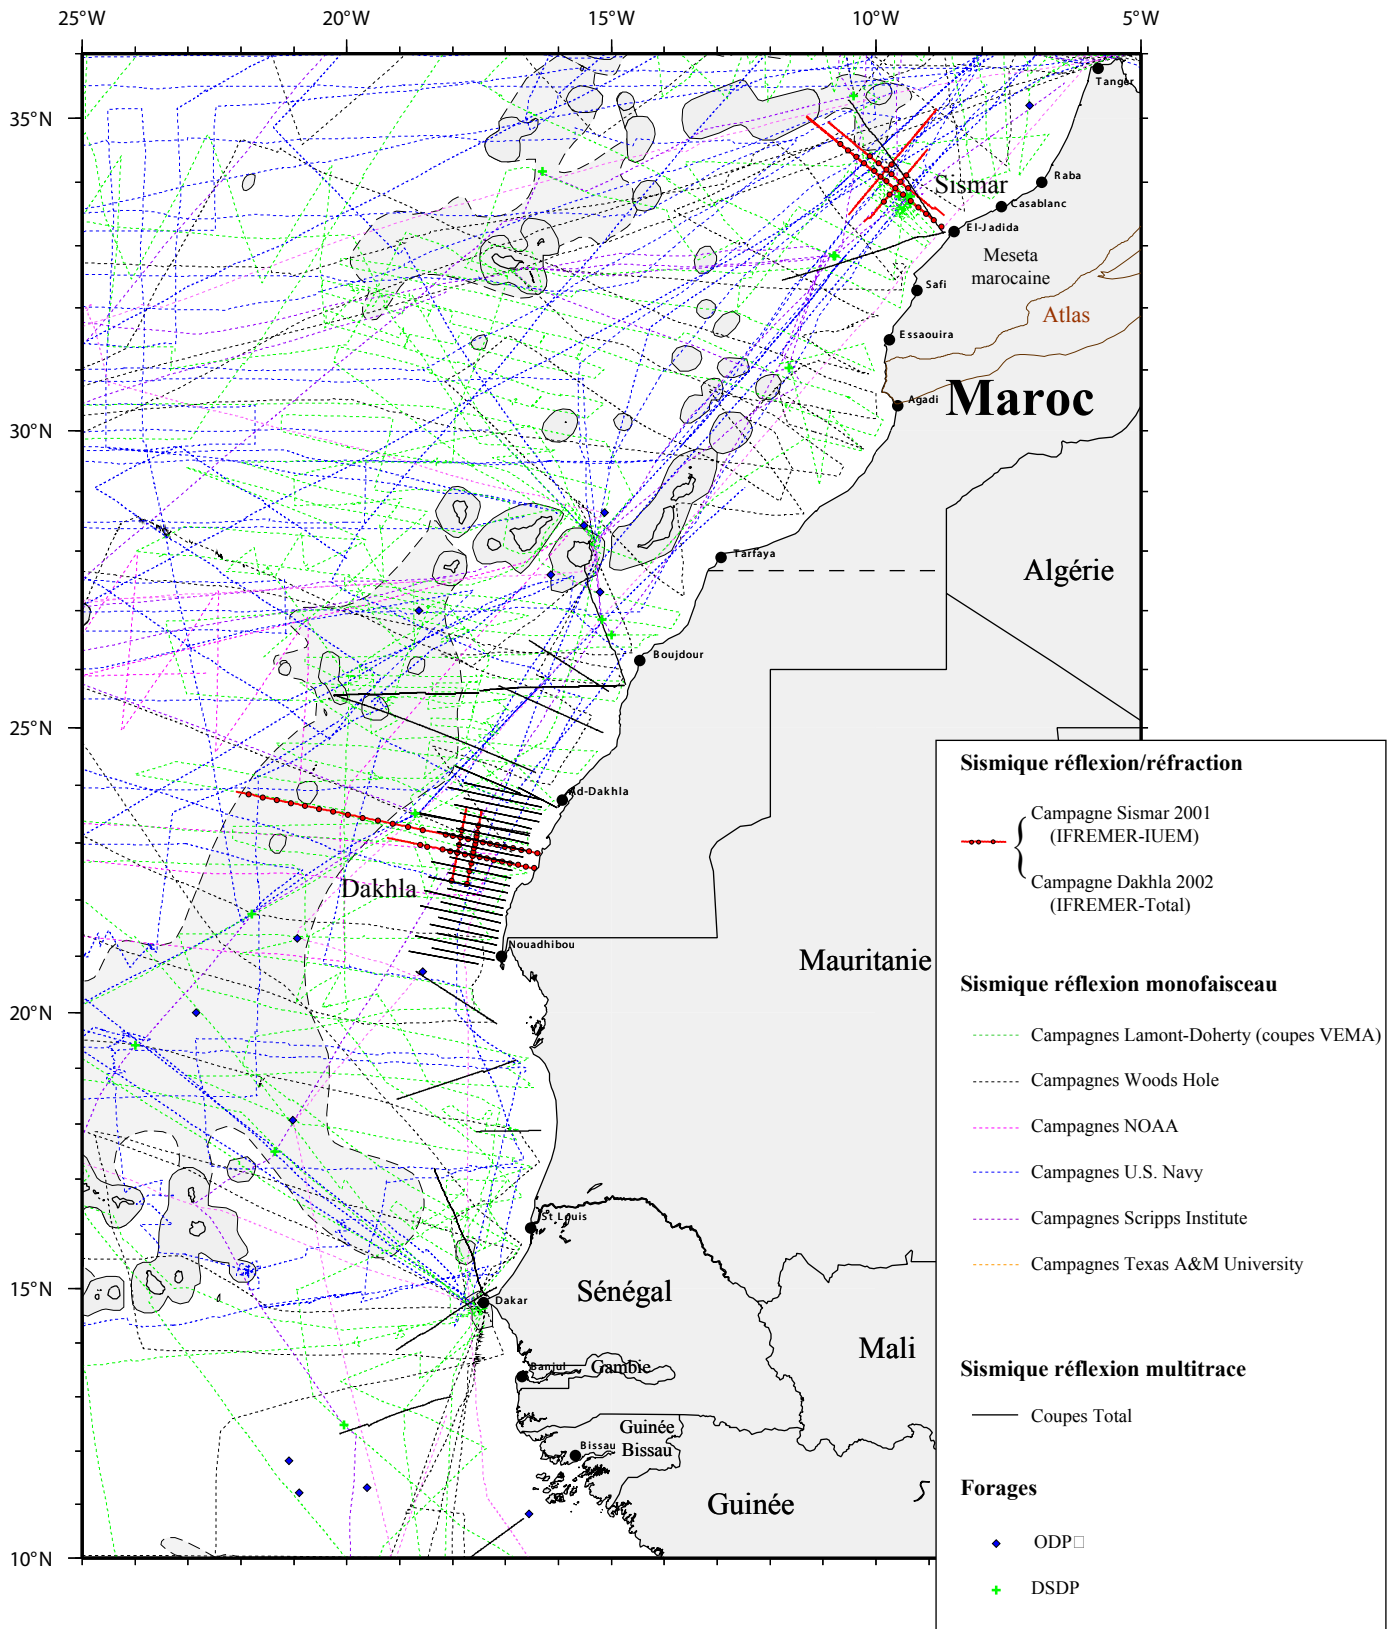 25°W 20°W 15°W 10°W 5°W
35°N
30°N
25°N
20°N
15°N
10°N
Tanger
Raba
Sismar
Casablanc
El-Jadida
Meseta
marocaine
Safi
Atlas
Essaouira
Maroc
Agadi
Tarfaya
Algérie
Boujdour
Ad-Dakhla
Dakhla
Nouadhibou
Mauritanie
St Louis
Sénégal
Dakar
Mali
Banjul
Gambie
Guinée
Bissau
Bissau
Guinée
Sismique réflexion/réfraction
Campagne Sismar 2001
(IFREMER-IUEM)
Campagne Dakhla 2002
(IFREMER-Total)
Sismique réflexion monofaisceau
Campagnes Lamont-Doherty (coupes VEMA)
Campagnes Woods Hole
Campagnes NOAA
Campagnes U.S. Navy
Campagnes Scripps Institute
Campagnes Texas A&M University
Sismique réflexion multitrace
Coupes Total
Forages
ODP□
DSDP